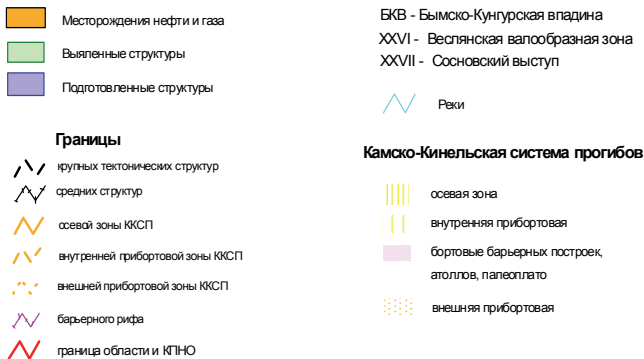 Месторождения нефти и газа
Выяленные структуры
Подготовленные структуры
Границы
крупных тектонических структур
средних структур
осевой зоны ККСП
внутренней прибортовой зоны ККСП
внешней прибортовой зоны ККСП
барьерного рифа
граница области и КПНО
БКВ - Бымско-Кунгурская впадина
XXVI - Веслянская валообразная зона
XXVII - Сосновский выступ
Реки
Камско-Кинельская система прогибов
осевая зона
внутренняя прибортовая
бортовые барьерных построек,
атоллов, палеоплато
внешняя прибортовая